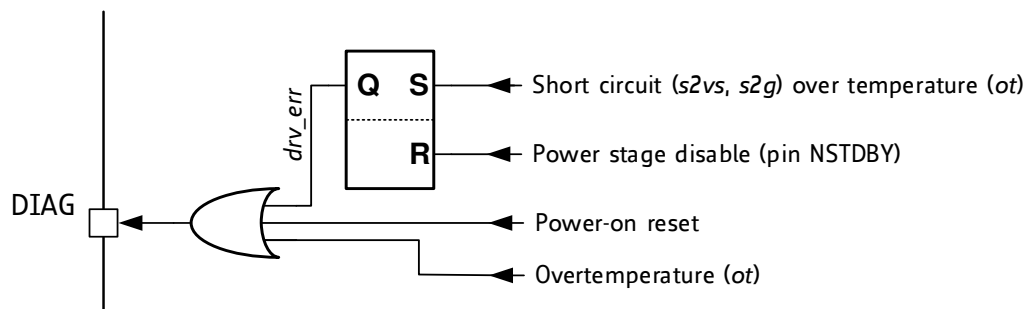 Q S
Short circuit (s2vs, s2g) over temperature (ot)
drv_err
R
Power stage disable (pin NSTDBY)
DIAG
Power-on reset
Overtemperature (ot)